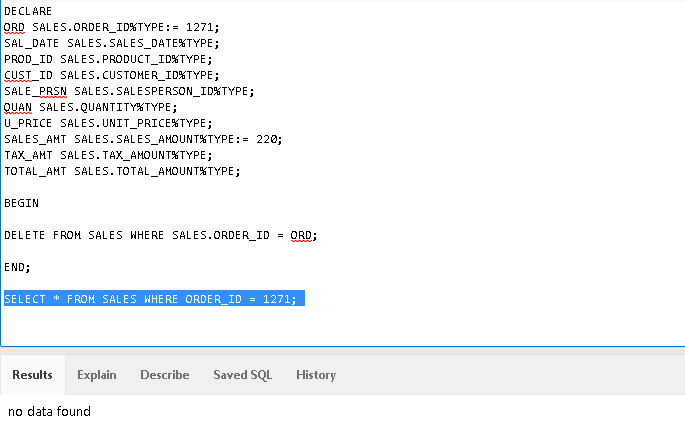 DECLARE
ORD SALES.ORDER_ID%TYPE:= 1271;
SAL_DATE SALES.SALES_DATE%TYPE;
PROD_ID SALES.PRODUCT_ID%TYPE;
CUST_ID SALES.CUSTOMER_ID%TYPE;
SALE_PRSN SALES.SALESPERSON_ID%TYPE;
QUAN SALES.QUANTITY%TYPE;
U_PRICE SALES.UNIT_PRICE%TYPE;
SALES_AMT SALES.SALES_AMOUNT%TYPE:= 220;
TAX_AMT SALES.TAX_AMOUNT%TYPE;
TOTAL_AMT SALES.TOTAL_AMOUNT%TYPE;
BEGIN
DELETE FROM SALES WHERE SALES.ORDER_ID = ORD;
END;
SELECT * FROM SALES WHERE ORDER_ID = 1271;
Results Explain Describe Saved SQL History
no data found